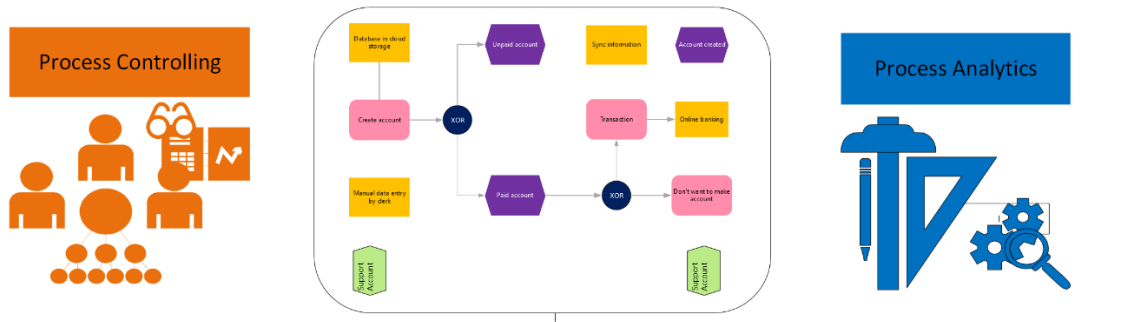 Process Controlling
Database in cloud
storage
Unpaid account
Sync information
Account created
Process Analytics
Create account
XOR
Transaction
Online banking
Manual data entry
by clerk
Paid account
XOR
Don't want to make
account
Support
Account
Support
Account